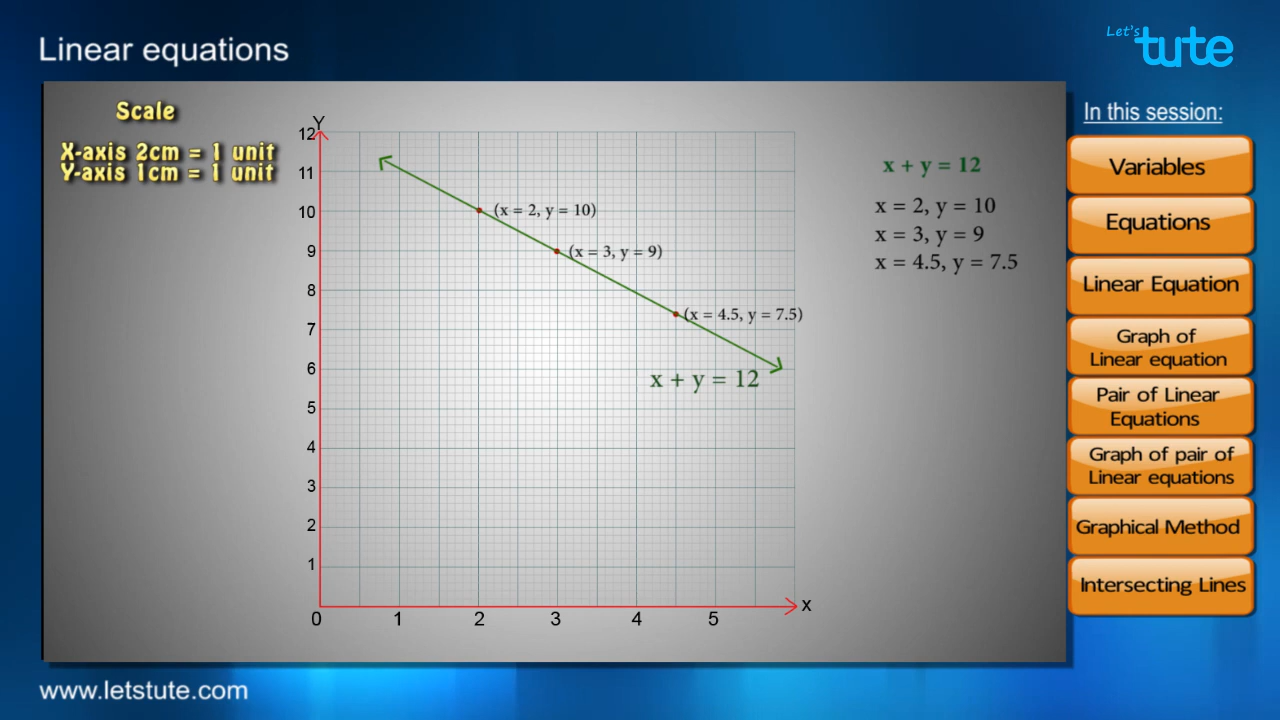 Linear equations
Let's
tute
Scale
X-axis 2cm = 1 unit
Y-axis 1cm = 1 unit
Y
12
11
10
9
8
7
6
5
4
3
2
1
0
1
2
3
4
5
x
(x = 2, y = 10)
(x = 3, y = 9)
(x = 4.5, y = 7.5)
x + y = 12
x + y = 12
x = 2, y = 10
x = 3, y = 9
x = 4.5, y = 7.5
In this session:
Variables
Equations
Linear Equation
Graph of
Linear equation
Pair of Linear
Equations
Graph of pair of
Linear equations
Graphical Method
Intersecting Lines
www.letstute.com